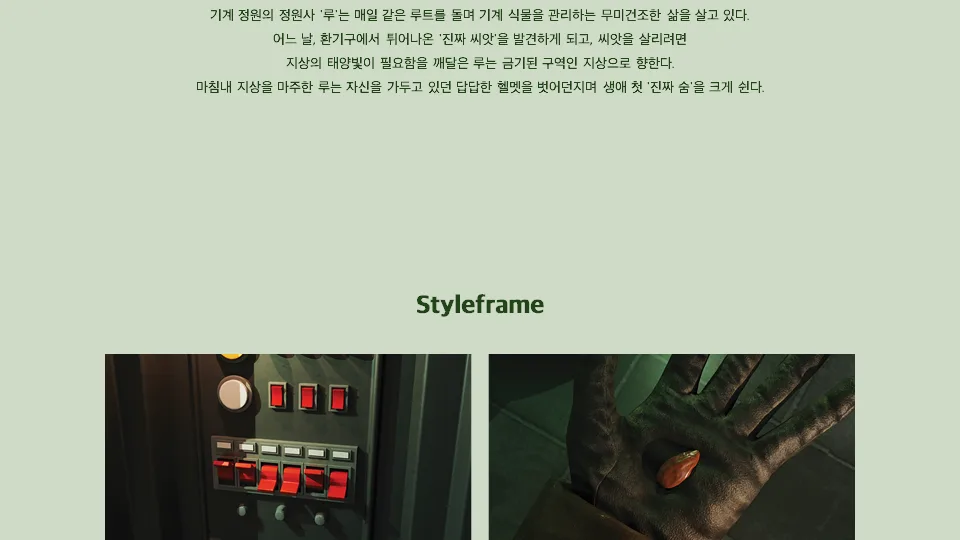 기계 정원의 정원사 '루'는 매일 같은 루트를 돌며 기계 식물을 관리하는 무미건조한 삶을 살고 있다.
어느 날, 환기구에서 튀어나온 '진짜 씨앗'을 발견하게 되고, 씨앗을 살리려면
지상의 태양빛이 필요함을 깨달은 루는 금기된 구역인 지상으로 향한다.
마침내 지상을 마주한 루는 자신을 가두고 있던 답답한 헬멧을 벗어던지며 생애 첫 '진짜 숨'을 크게 쉰다.
Styleframe